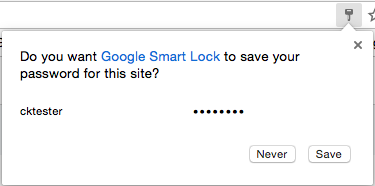 Do you want Google Smart Lock to save your
password for this site?
cktester ••••••••
Never Save